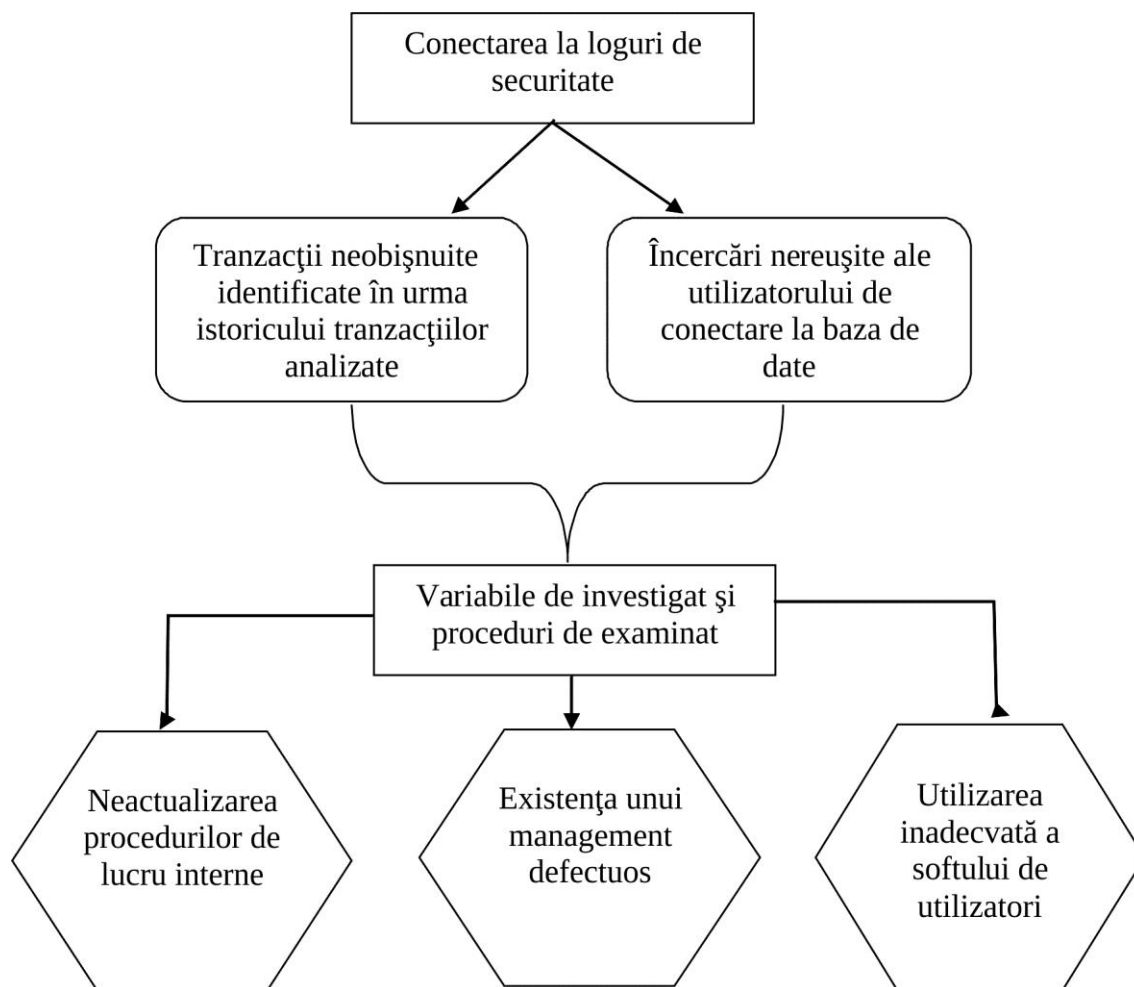 Conectarea la loguri de
securitate
Tranzacţii neobişnuite
identificate în urma
istoricului tranzacţiilor
analizate
Încercări nereuşite ale
utilizatorului de
conectare la baza de
date
Variabile de investigat şi
proceduri de examinat
Neactualizarea
procedurilor de
lucru interne
Existenţa unui
management
defectuos
Utilizarea
inadecvată a
softului de
utilizatori